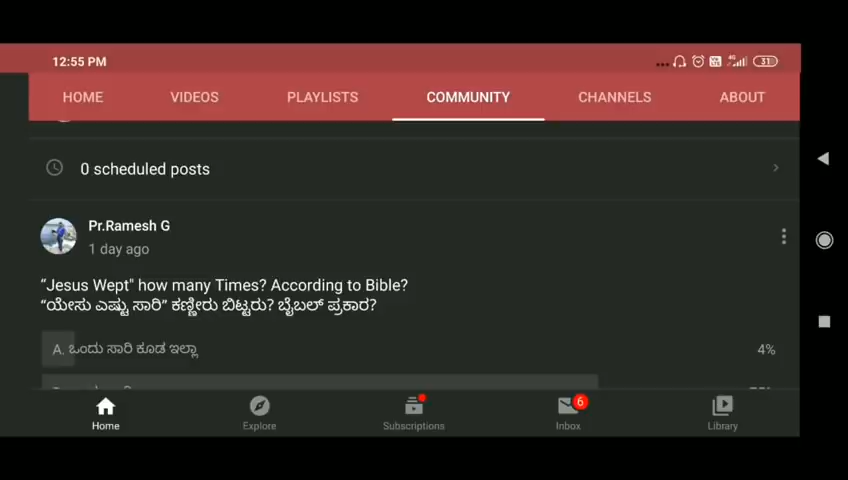 12:55 PM
4G
31
HOME VIDEOS PLAYLISTS COMMUNITY CHANNELS ABOUT
0 scheduled posts
Pr.Ramesh G
1 day ago
“Jesus Wept" how many Times? According to Bible?
“ಯೇಸು ಎಷ್ಟು ಸಾರಿ” ಕಣ್ಣೀರು ಬಿಟ್ಟರು? ಬೈಬಲ್ ಪ್ರಕಾರ?
A. ಒಂದು ಸಾರಿ ಕೂಡ ಇಲ್ಲಾ 4%
6
Home Explore Subscriptions Inbox Library